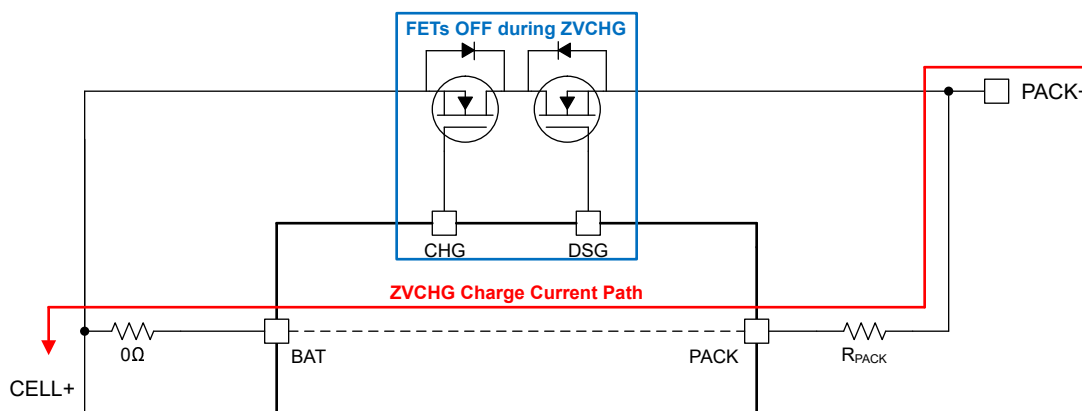 FETs OFF during ZVCHG
PACK+
CHG
DSG
ZVCHG Charge Current Path
0Ω
BAT
PACK
RPACK
CELL+